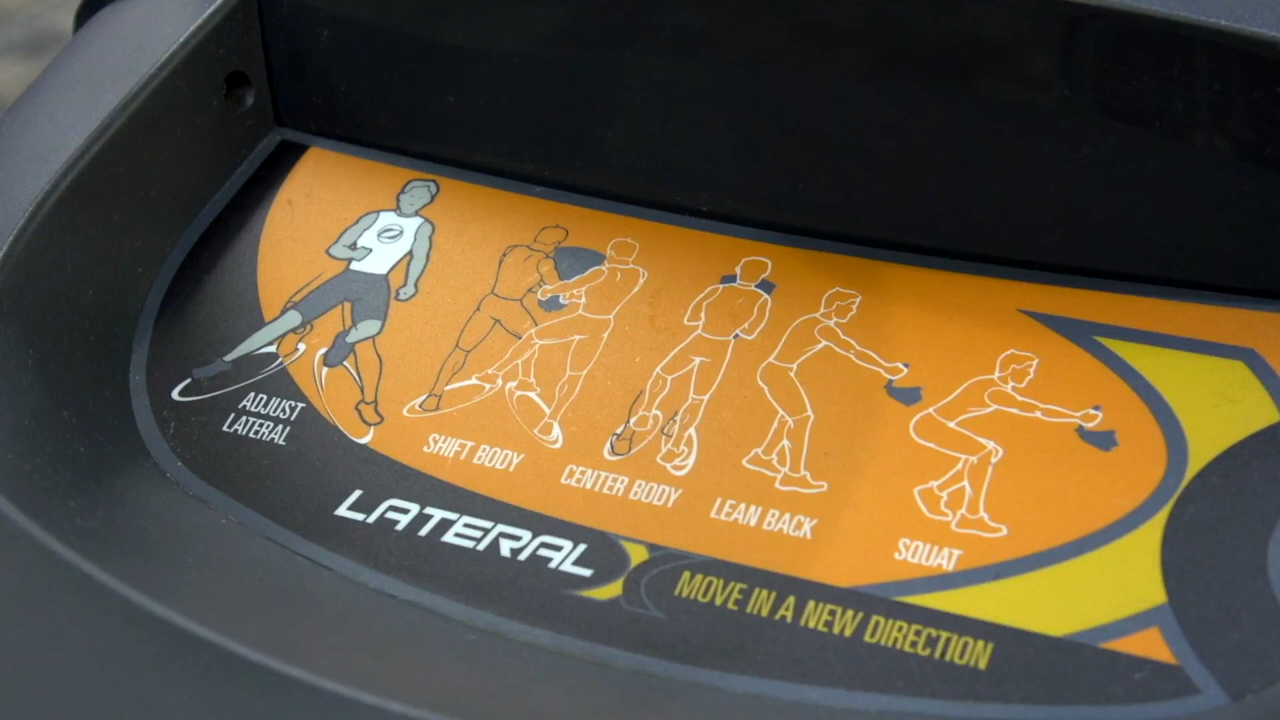 ADJUST
LATERAL
SHIFT BODY
CENTER BODY
LEAN BACK
SQUAT
LATERAL X
MOVE IN A NEW DIRECTION